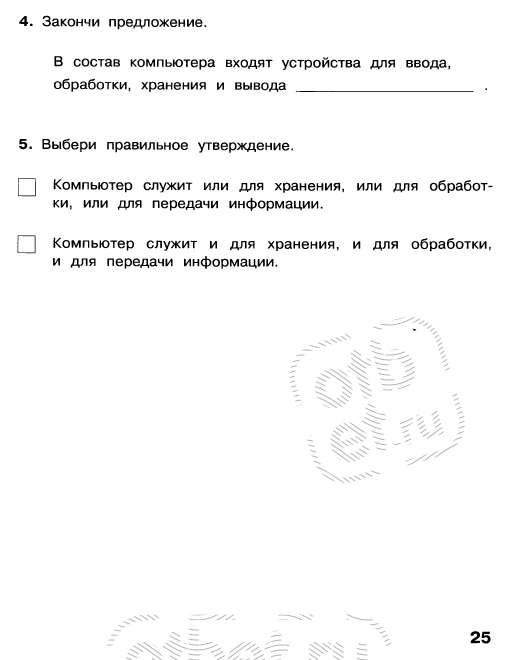 4. Закончи предложение.
В состав компьютера входят устройства для ввода,
обработки, хранения и вывода ____________________ .
5. Выбери правильное утверждение.
Компьютер служит или для хранения, или для обработ-
ки, или для передачи информации.
Компьютер служит и для хранения, и для обработки,
и для передачи информации.
25